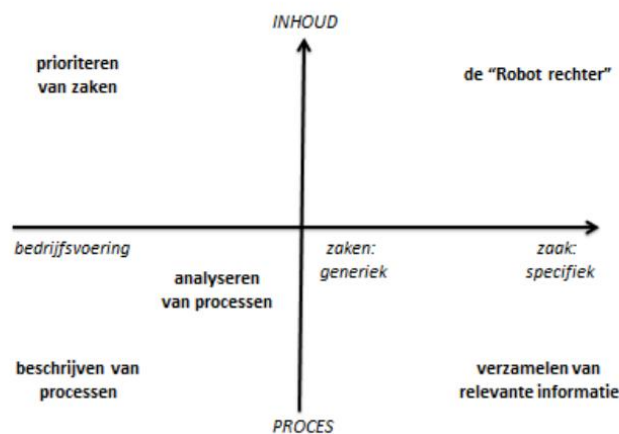 INHOUD
prioriteren
van zaken
de “Robot rechter”
bedrijfsvoering
zaken:
generiek
zaak:
specifiek
analyseren
van processen
beschrijven van
processen
verzamelen van
relevante informatie
PROCES